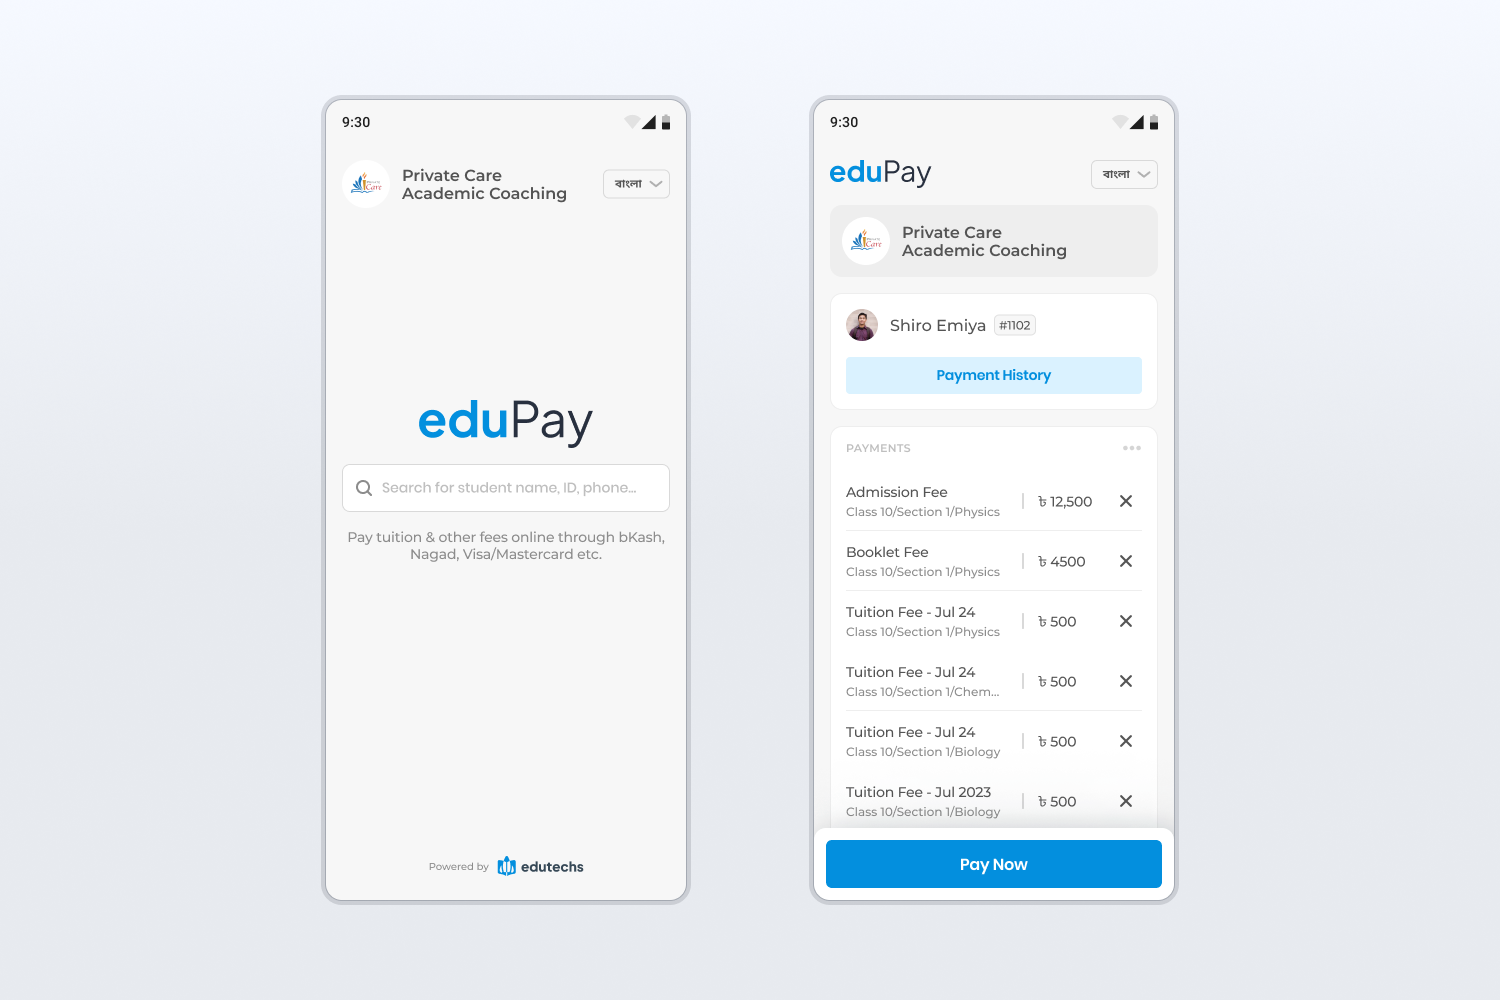 9:30
Private Care
Academic Coaching
বাংলা
eduPay
Search for student name, ID, phone...
Pay tuition & other fees online through bKash,
Nagad, Visa/Mastercard etc.
Powered by edutechs
9:30
eduPay
বাংলা
Private Care
Academic Coaching
Shiro Emiya #1102
Payment History
PAYMENTS
Admission Fee
Class 10/Section 1/Physics
৳ 12,500
Booklet Fee
Class 10/Section 1/Physics
৳ 4500
Tuition Fee - Jul 24
Class 10/Section 1/Physics
৳ 500
Tuition Fee - Jul 24
Class 10/Section 1/Chem...
৳ 500
Tuition Fee - Jul 24
Class 10/Section 1/Biology
৳ 500
Tuition Fee - Jul 2023
Class 10/Section 1/Biology
৳ 500
Pay Now